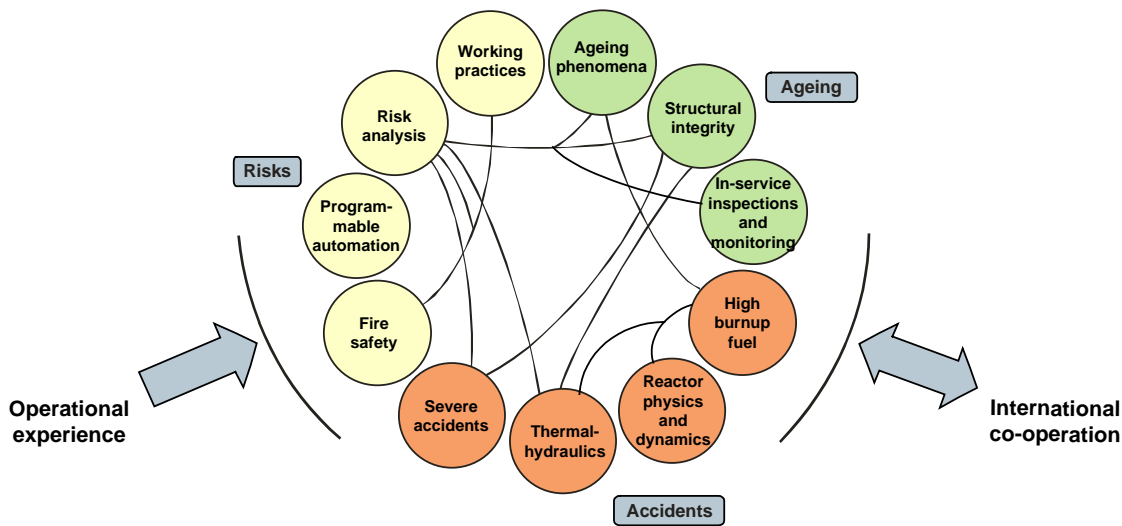 Working
practices
Ageing
phenomena
Ageing
Structural
integrity
Risk
analysis
Risks
In-service
inspections
and
monitoring
Program-
mable
automation
High
burnup
fuel
Fire
safety
Reactor
physics
and
dynamics
Severe
accidents
Thermal-
hydraulics
Operational
experience
International
co-operation
Accidents